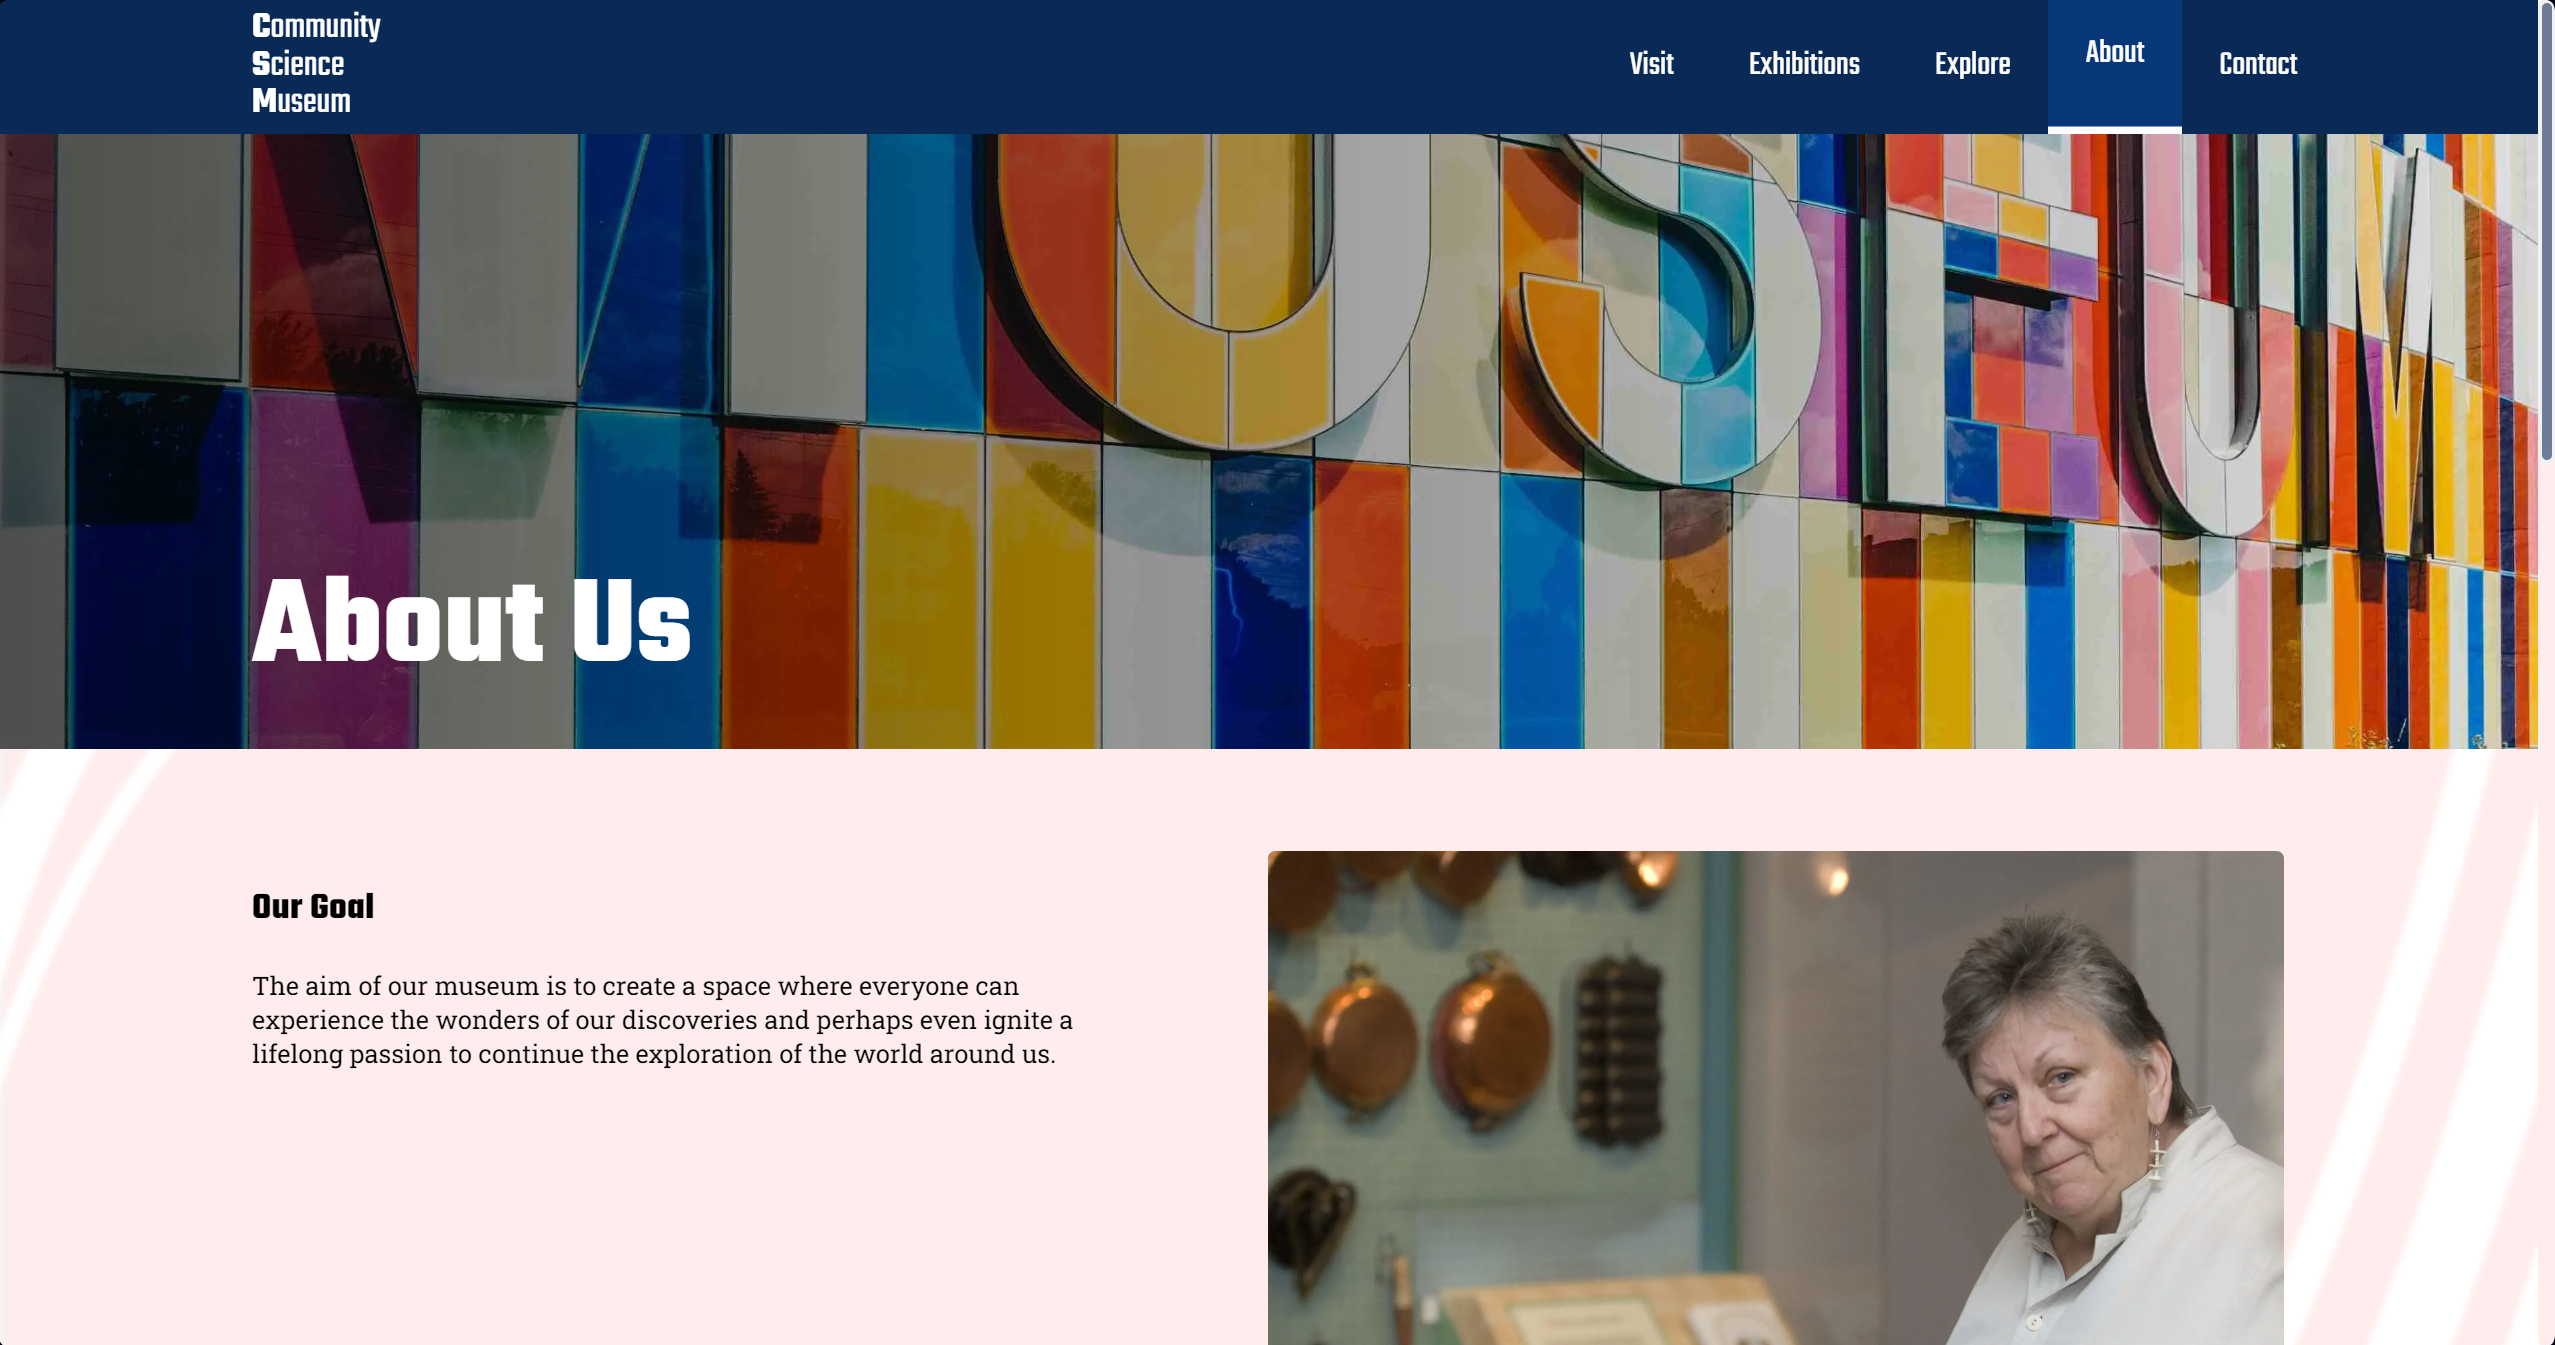 Community
Science
Museum
Visit
Exhibitions
Explore
About
Contact
MUSEUM
About Us
Our Goal
The aim of our museum is to create a space where everyone can
experience the wonders of our discoveries and perhaps even ignite a
lifelong passion to continue the exploration of the world around us.